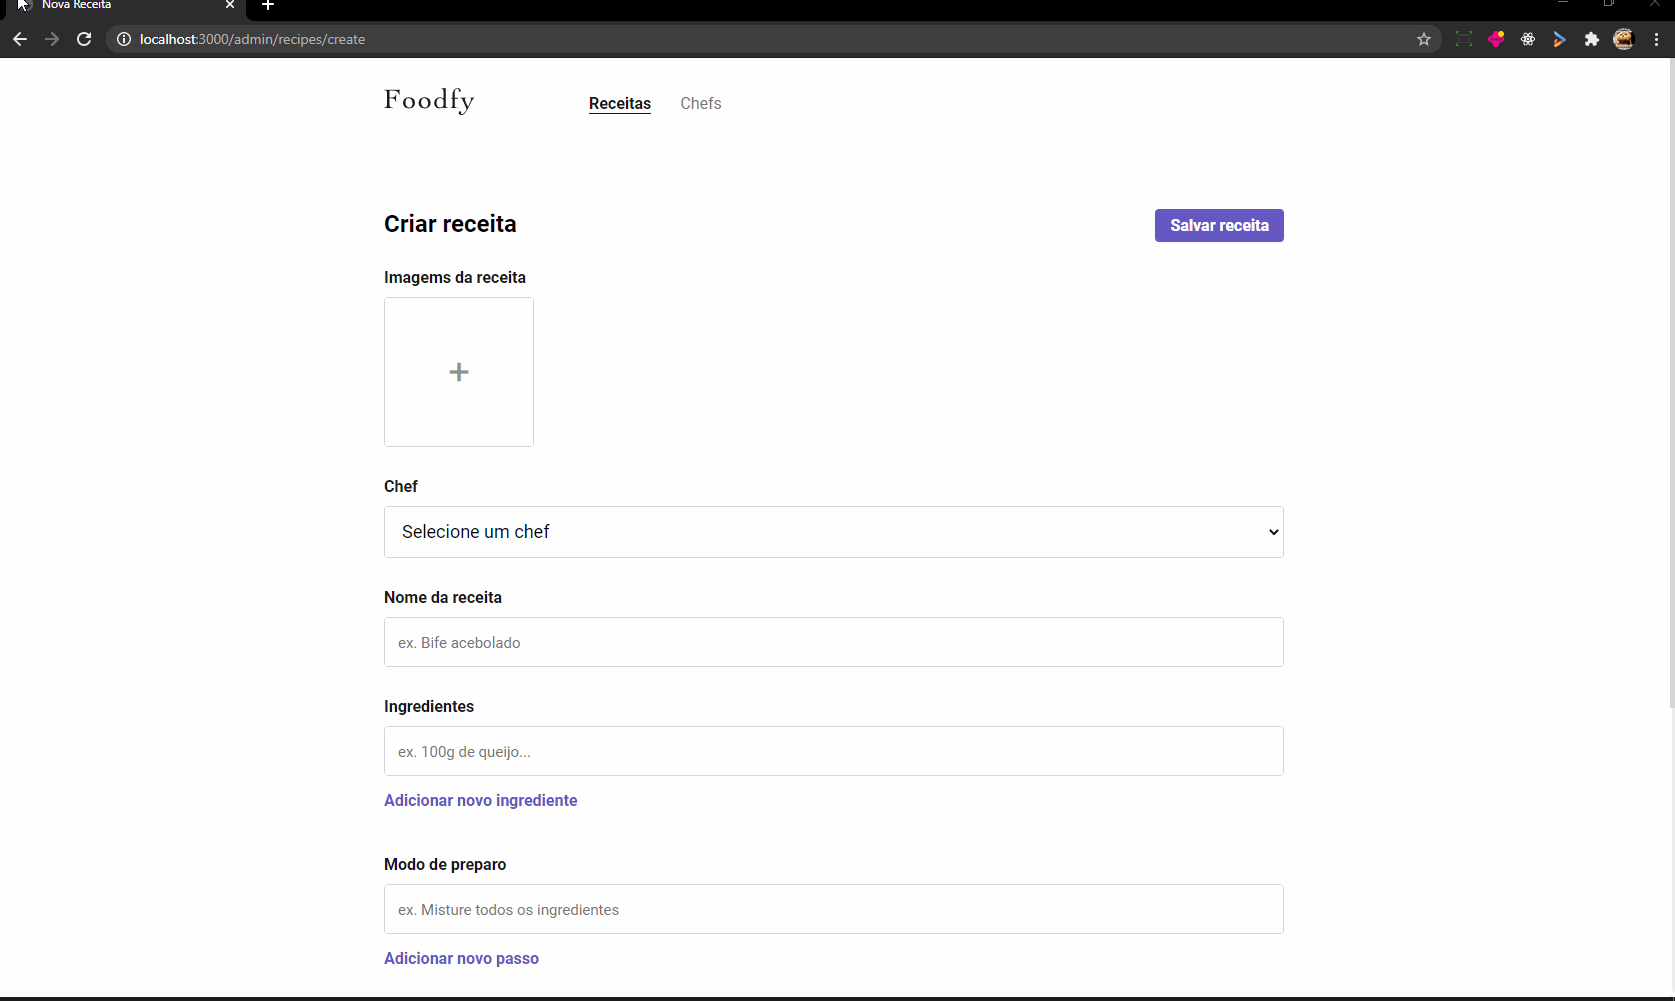 Nova Receita
localhost:3000/admin/recipes/create
Foodfy
Receitas Chefs
Criar receita
Salvar receita
Imagems da receita
+
Chef
Selecione um chef
Nome da receita
ex. Bife acebolado
Ingredientes
ex. 100g de queijo...
Adicionar novo ingrediente
Modo de preparo
ex. Misture todos os ingredientes
Adicionar novo passo